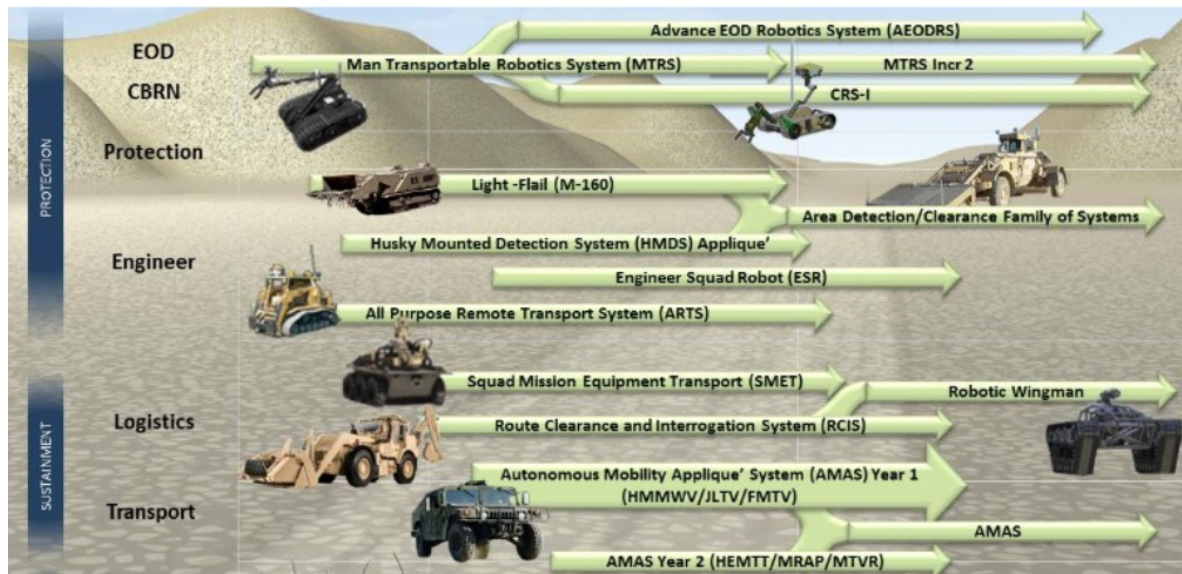 EOD
CBRN
Protection
Engineer
Logistics
Transport
PROTECTION
SUSTAINMENT
Advance EOD Robotics System (AEODRS)
Man Transportable Robotics System (MTRS)
MTRS Incr 2
CRS-I
Light -Flail (M-160)
Area Detection/Clearance Family of Systems
Husky Mounted Detection System (HMDS) Applique’
Engineer Squad Robot (ESR)
All Purpose Remote Transport System (ARTS)
Squad Mission Equipment Transport (SMET)
Robotic Wingman
Route Clearance and Interrogation System (RCIS)
Autonomous Mobility Applique’ System (AMAS) Year 1
(HMMWV/JLTV/FMTV)
AMAS
AMAS Year 2 (HEMTT/MRAP/MTVR)